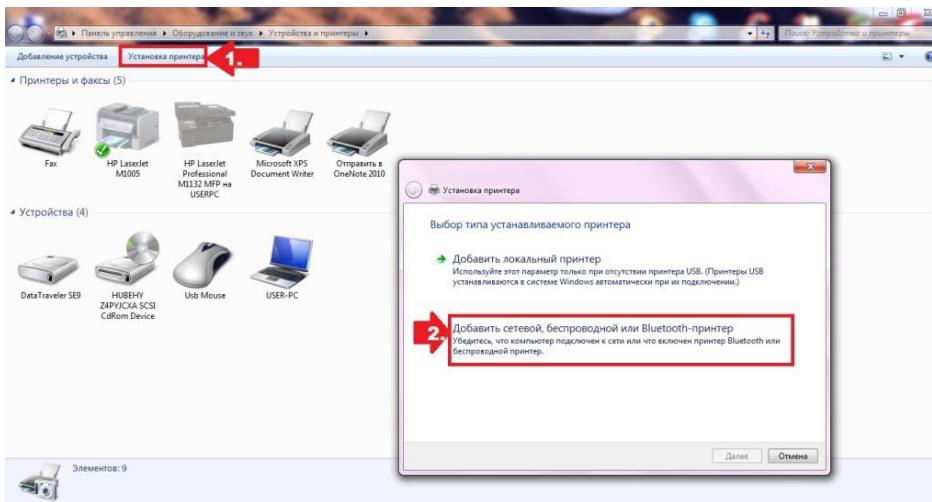 Панель управления ▸ Оборудование и звук ▸ Устройства и принтеры ▸
Поиск: Устройства и принтеры
Добавление устройства Установка принтера
1.
Принтеры и факсы (5)
Fax
HP LaserJet
M1005
HP LaserJet
Professional
M1132 MFP на
USERPC
Microsoft XPS
Document Writer
Отправить в
OneNote 2010
Устройства (4)
DataTraveler SE9
HUBEHY
Z4PYJCXA SCSI
CdRom Device
Usb Mouse
USER-PC
Установка принтера
Выбор типа устанавливаемого принтера
Добавить локальный принтер
Используйте этот параметр только при отсутствии принтера USB. (Принтеры USB
устанавливаются в системе Windows автоматически при их подключении.)
2.
Добавить сетевой, беспроводной или Bluetooth-принтер
Убедитесь, что компьютер подключен к сети или что включен принтер Bluetooth или
беспроводной принтер.
Далее Отмена
Элементов: 9